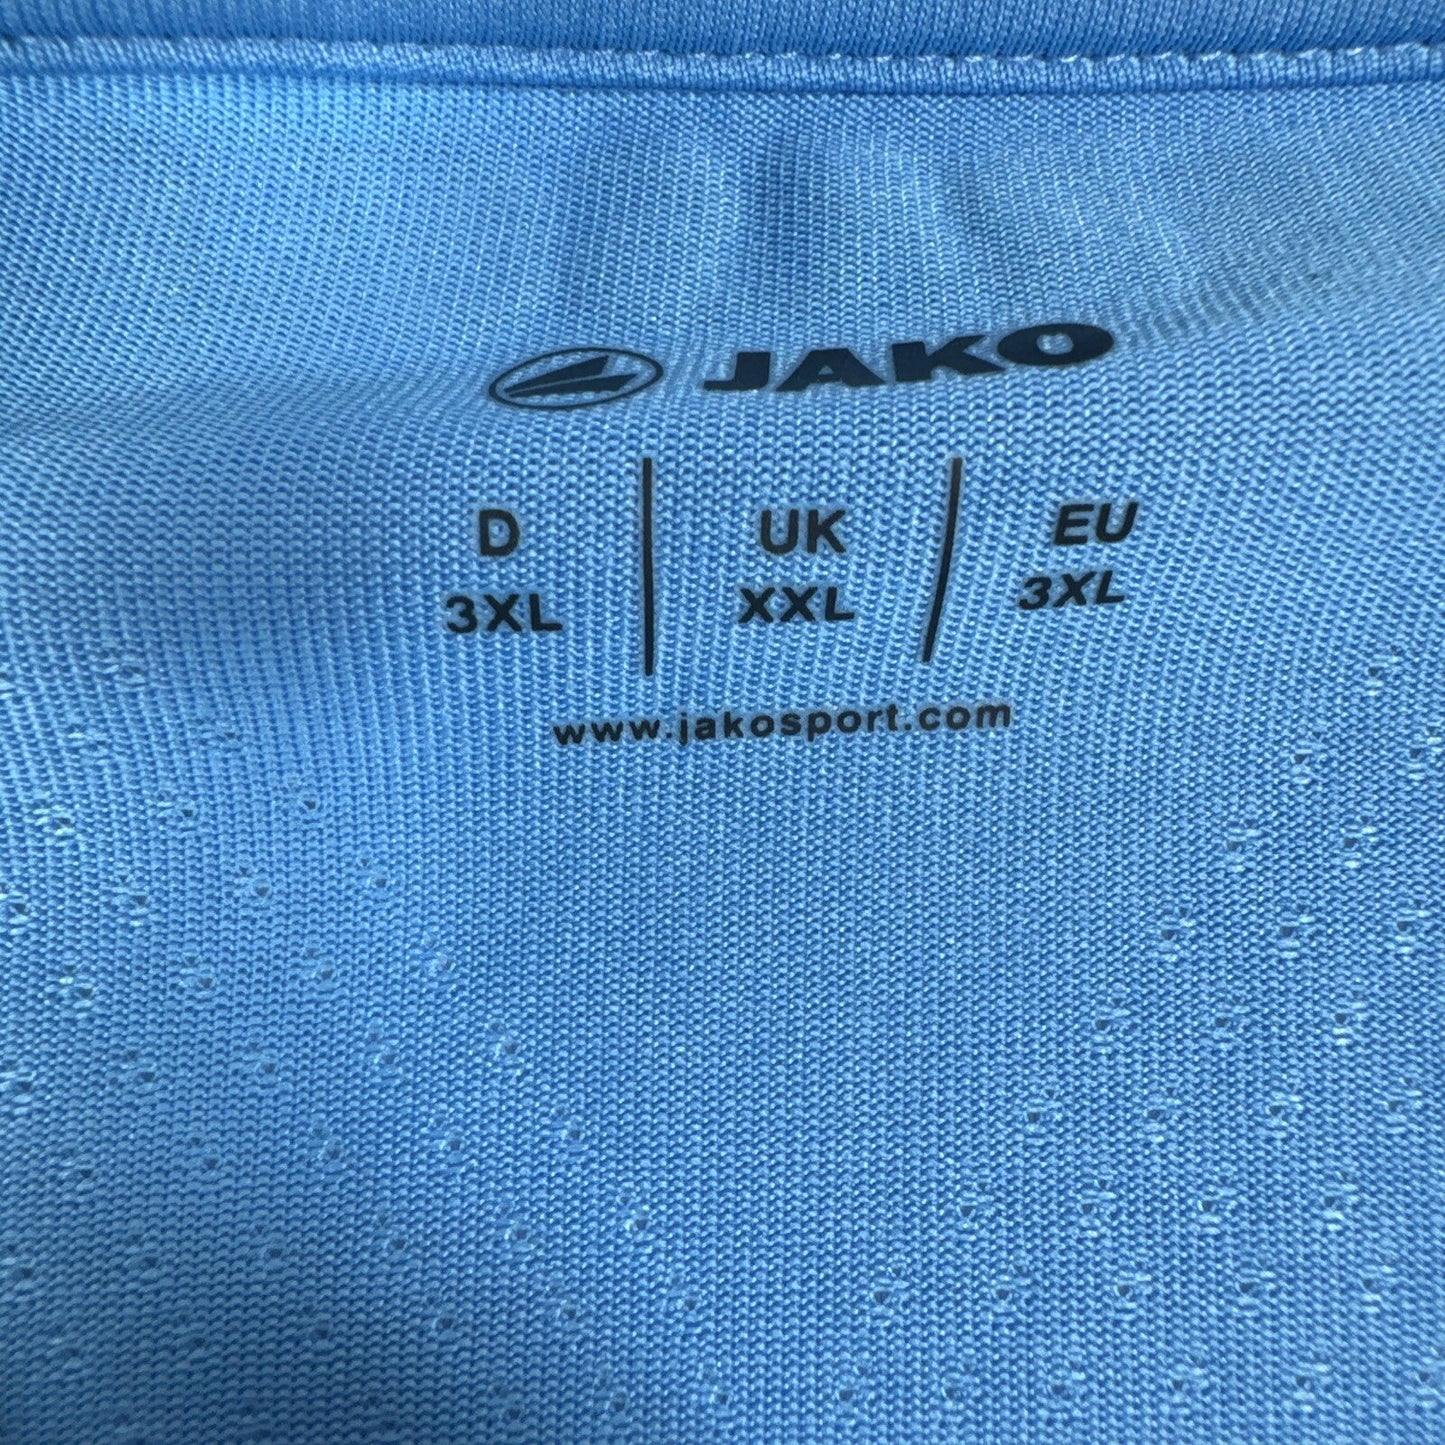 JAKO
D | UK | EU
3XL | XXL | 3XL
www.jakosport.com